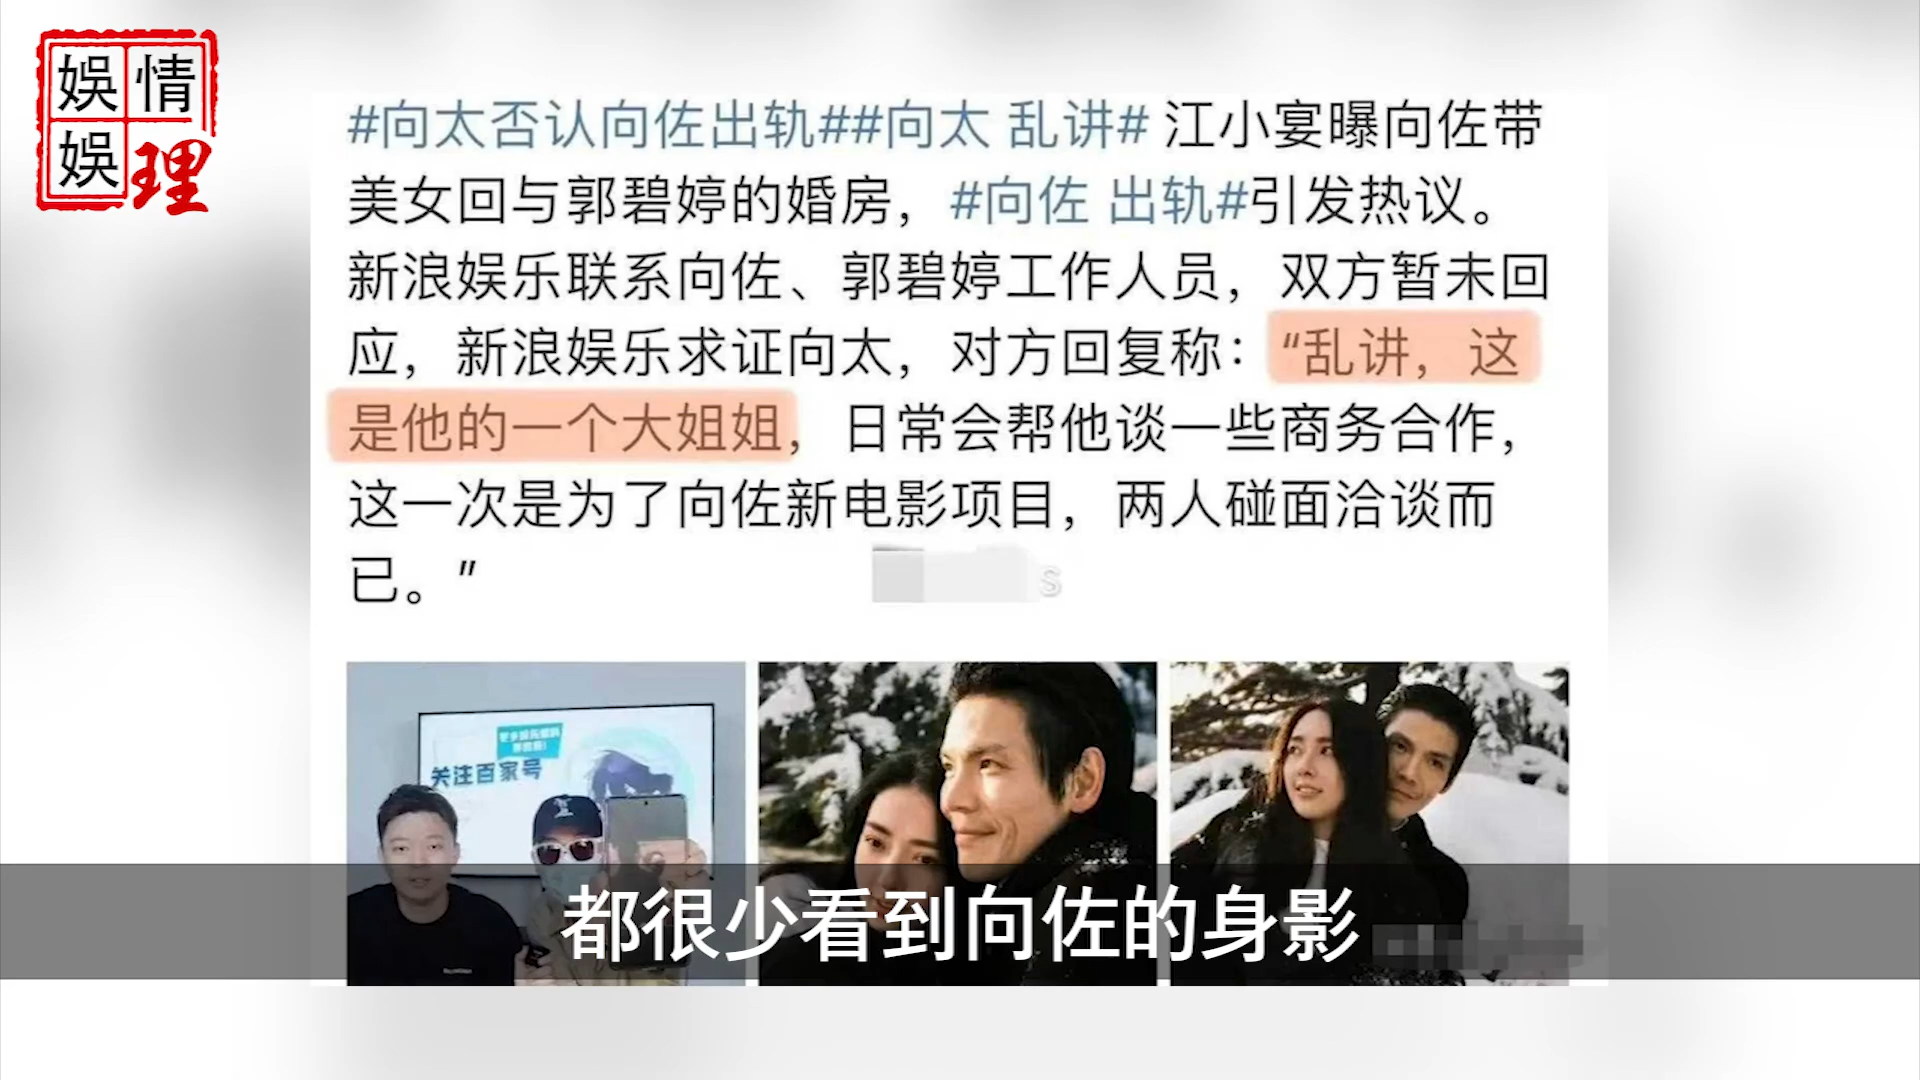 娱情
娱理
#向太否认向佐出轨##向太 乱讲# 江小宴曝向佐带
美女回与郭碧婷的婚房，#向佐 出轨#引发热议。
新浪娱乐联系向佐、郭碧婷工作人员，双方暂未回
应，新浪娱乐求证向太，对方回复称：“乱讲，这
是他的一个大姐姐，日常会帮他谈一些商务合作，
这一次是为了向佐新电影项目，两人碰面洽谈而
已。”
S
关注百家号
都很少看到向佐的身影